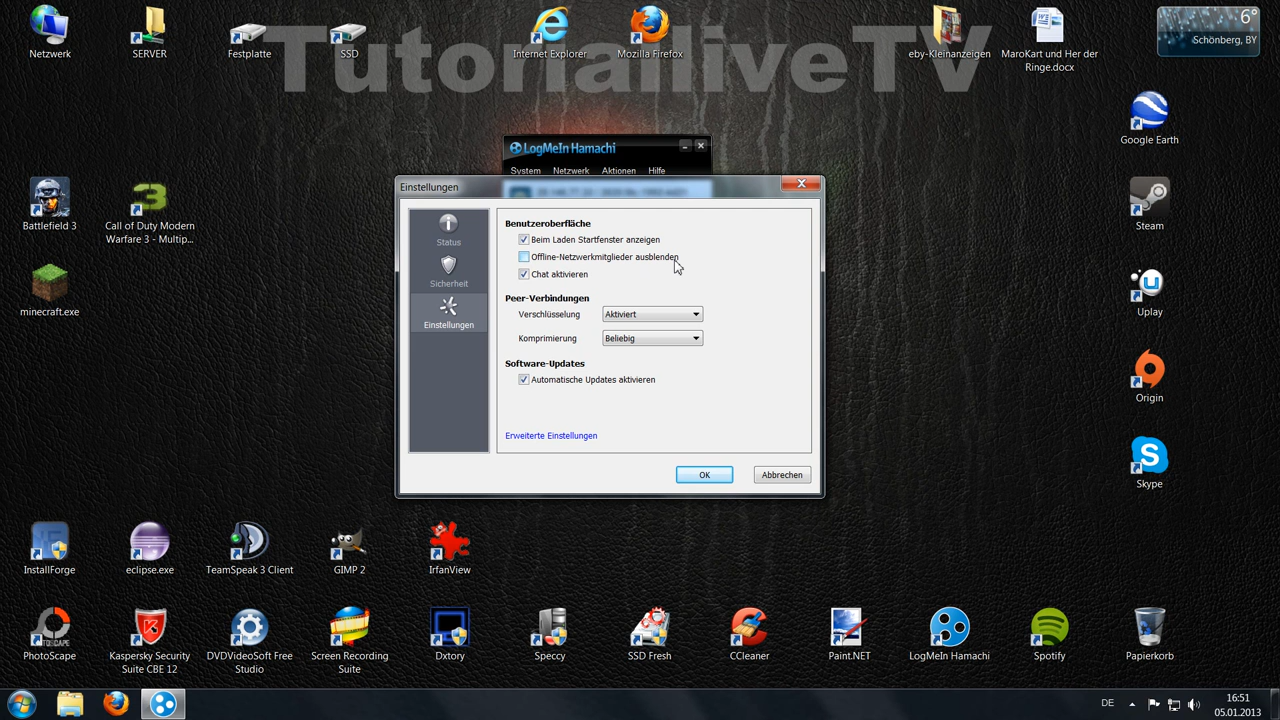 TutorialliveTV
Netzwerk
SERVER
Festplatte
SSD
Internet Explorer
Mozilla Firefox
eby-Kleinanzeigen
MaroKart und Her der
Ringe.docx
6°
Schönberg, BY
Google Earth
LogMeIn Hamachi
System Netzwerk Aktionen Hilfe
Einstellungen
Battlefield 3
Call of Duty Modern
Warfare 3 - Multip...
Steam
Status
Sicherheit
Einstellungen
Benutzeroberfläche
Beim Laden Startfenster anzeigen
Offline-Netzwerkmitglieder ausblenden
Chat aktivieren
Peer-Verbindungen
Verschlüsselung Aktiviert
Komprimierung Beliebig
Software-Updates
Automatische Updates aktivieren
Erweiterte Einstellungen
OK Abbrechen
minecraft.exe
Uplay
Origin
Skype
InstallForge
eclipse.exe
TeamSpeak 3 Client
GIMP 2
IrfanView
PhotoScape
Kaspersky Security
Suite CBE 12
DVDVideoSoft Free
Studio
Screen Recording
Suite
Dxtory
Speccy
SSD Fresh
CCleaner
Paint.NET
LogMeIn Hamachi
Spotify
Papierkorb
DE
16:51
05.01.2013